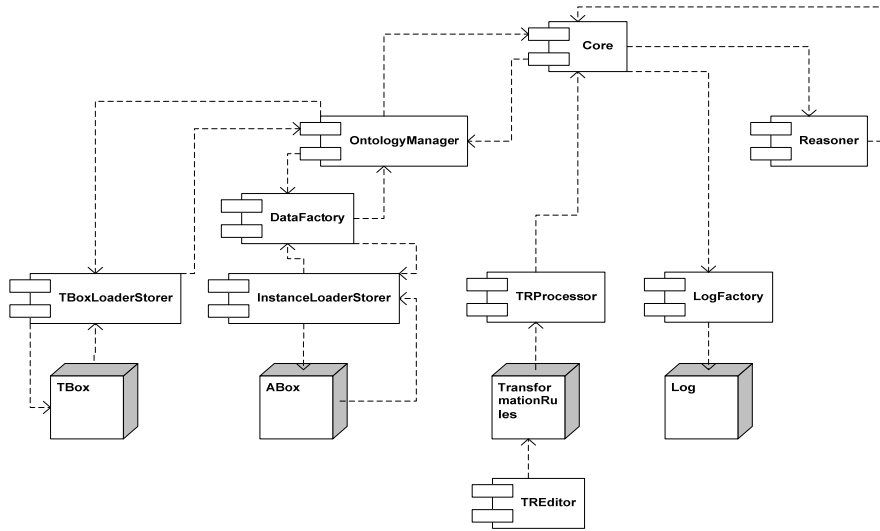 Core
OntologyManager
Reasoner
DataFactory
TBoxLoaderStorer
InstanceLoaderStorer
TRProcessor
LogFactory
TBox
ABox
Transfor
mationRu
les
Log
TREditor